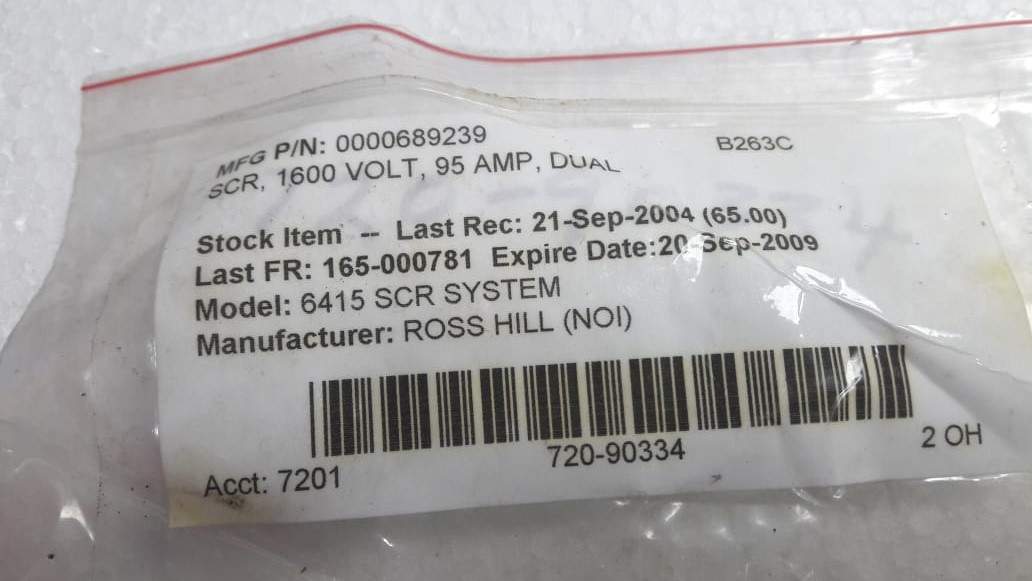 MFG P/N: 0000689239 B263C
SCR, 1600 VOLT, 95 AMP, DUAL
Stock Item -- Last Rec: 21-Sep-2004 (65.00)
Last FR: 165-000781 Expire Date:20-Sep-2009
Model: 6415 SCR SYSTEM
Manufacturer: ROSS HILL (NOI)
720-90334 2 OH
Acct: 7201